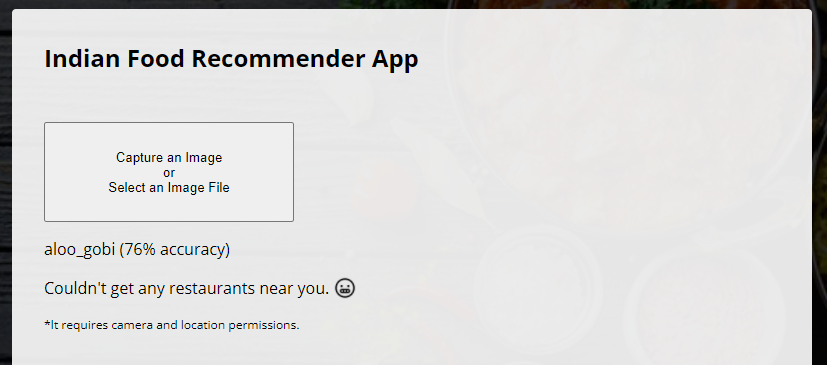 Indian Food Recommender App
Capture an Image
or
Select an Image File
aloo_gobi (76% accuracy)
Couldn't get any restaurants near you. 😬
*It requires camera and location permissions.